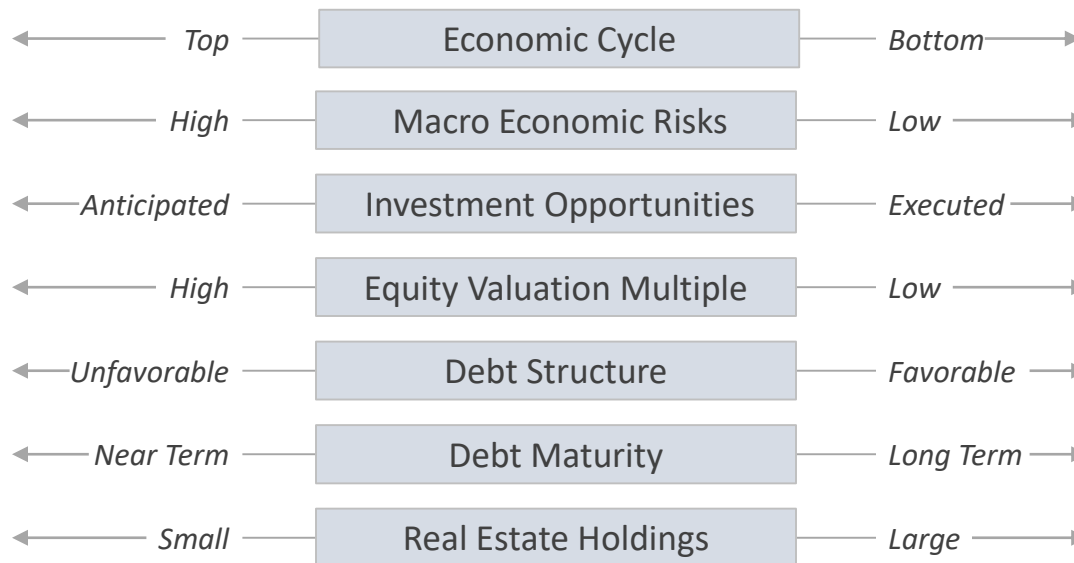 Top Economic Cycle Bottom
High Macro Economic Risks Low
Anticipated Investment Opportunities Executed
High Equity Valuation Multiple Low
Unfavorable Debt Structure Favorable
Near Term Debt Maturity Long Term
Small Real Estate Holdings Large